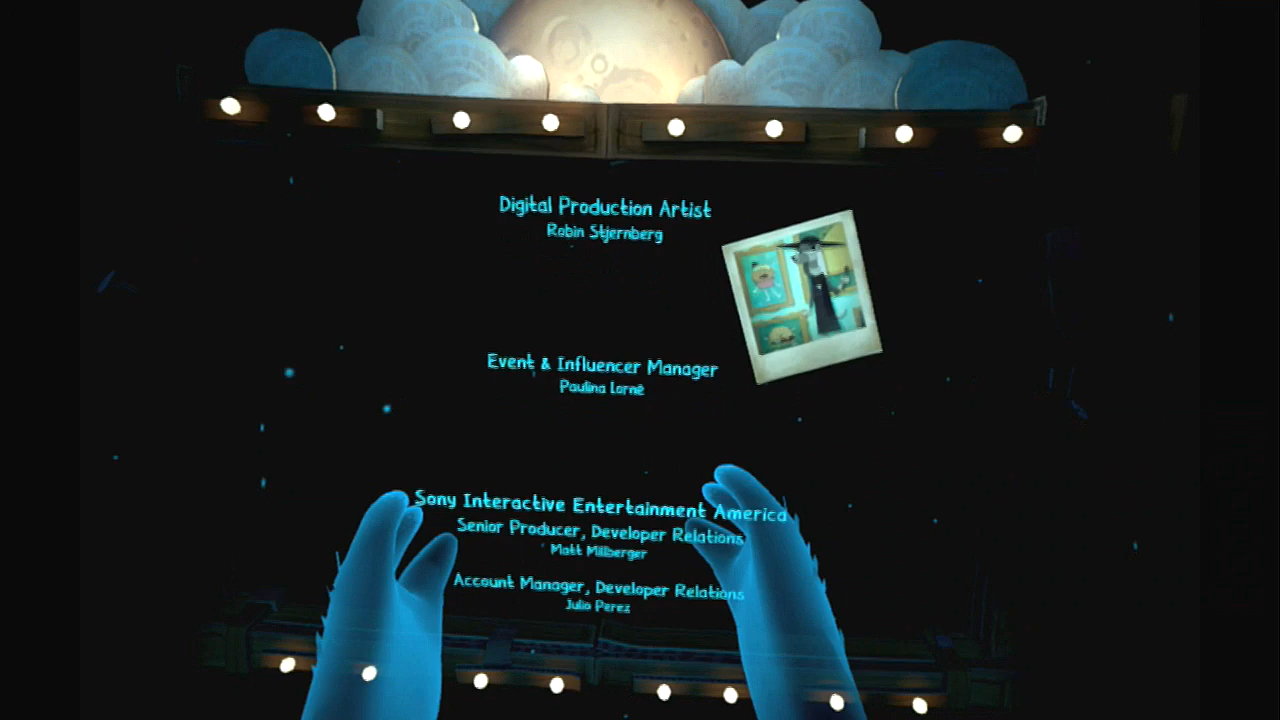 Digital Production Artist
Robin Stjernberg
Event & Influencer Manager
Paulina Lorné
Sony Interactive Entertainment America
Senior Producer, Developer Relations
Matt Millberger
Account Manager, Developer Relations
Julio Perez